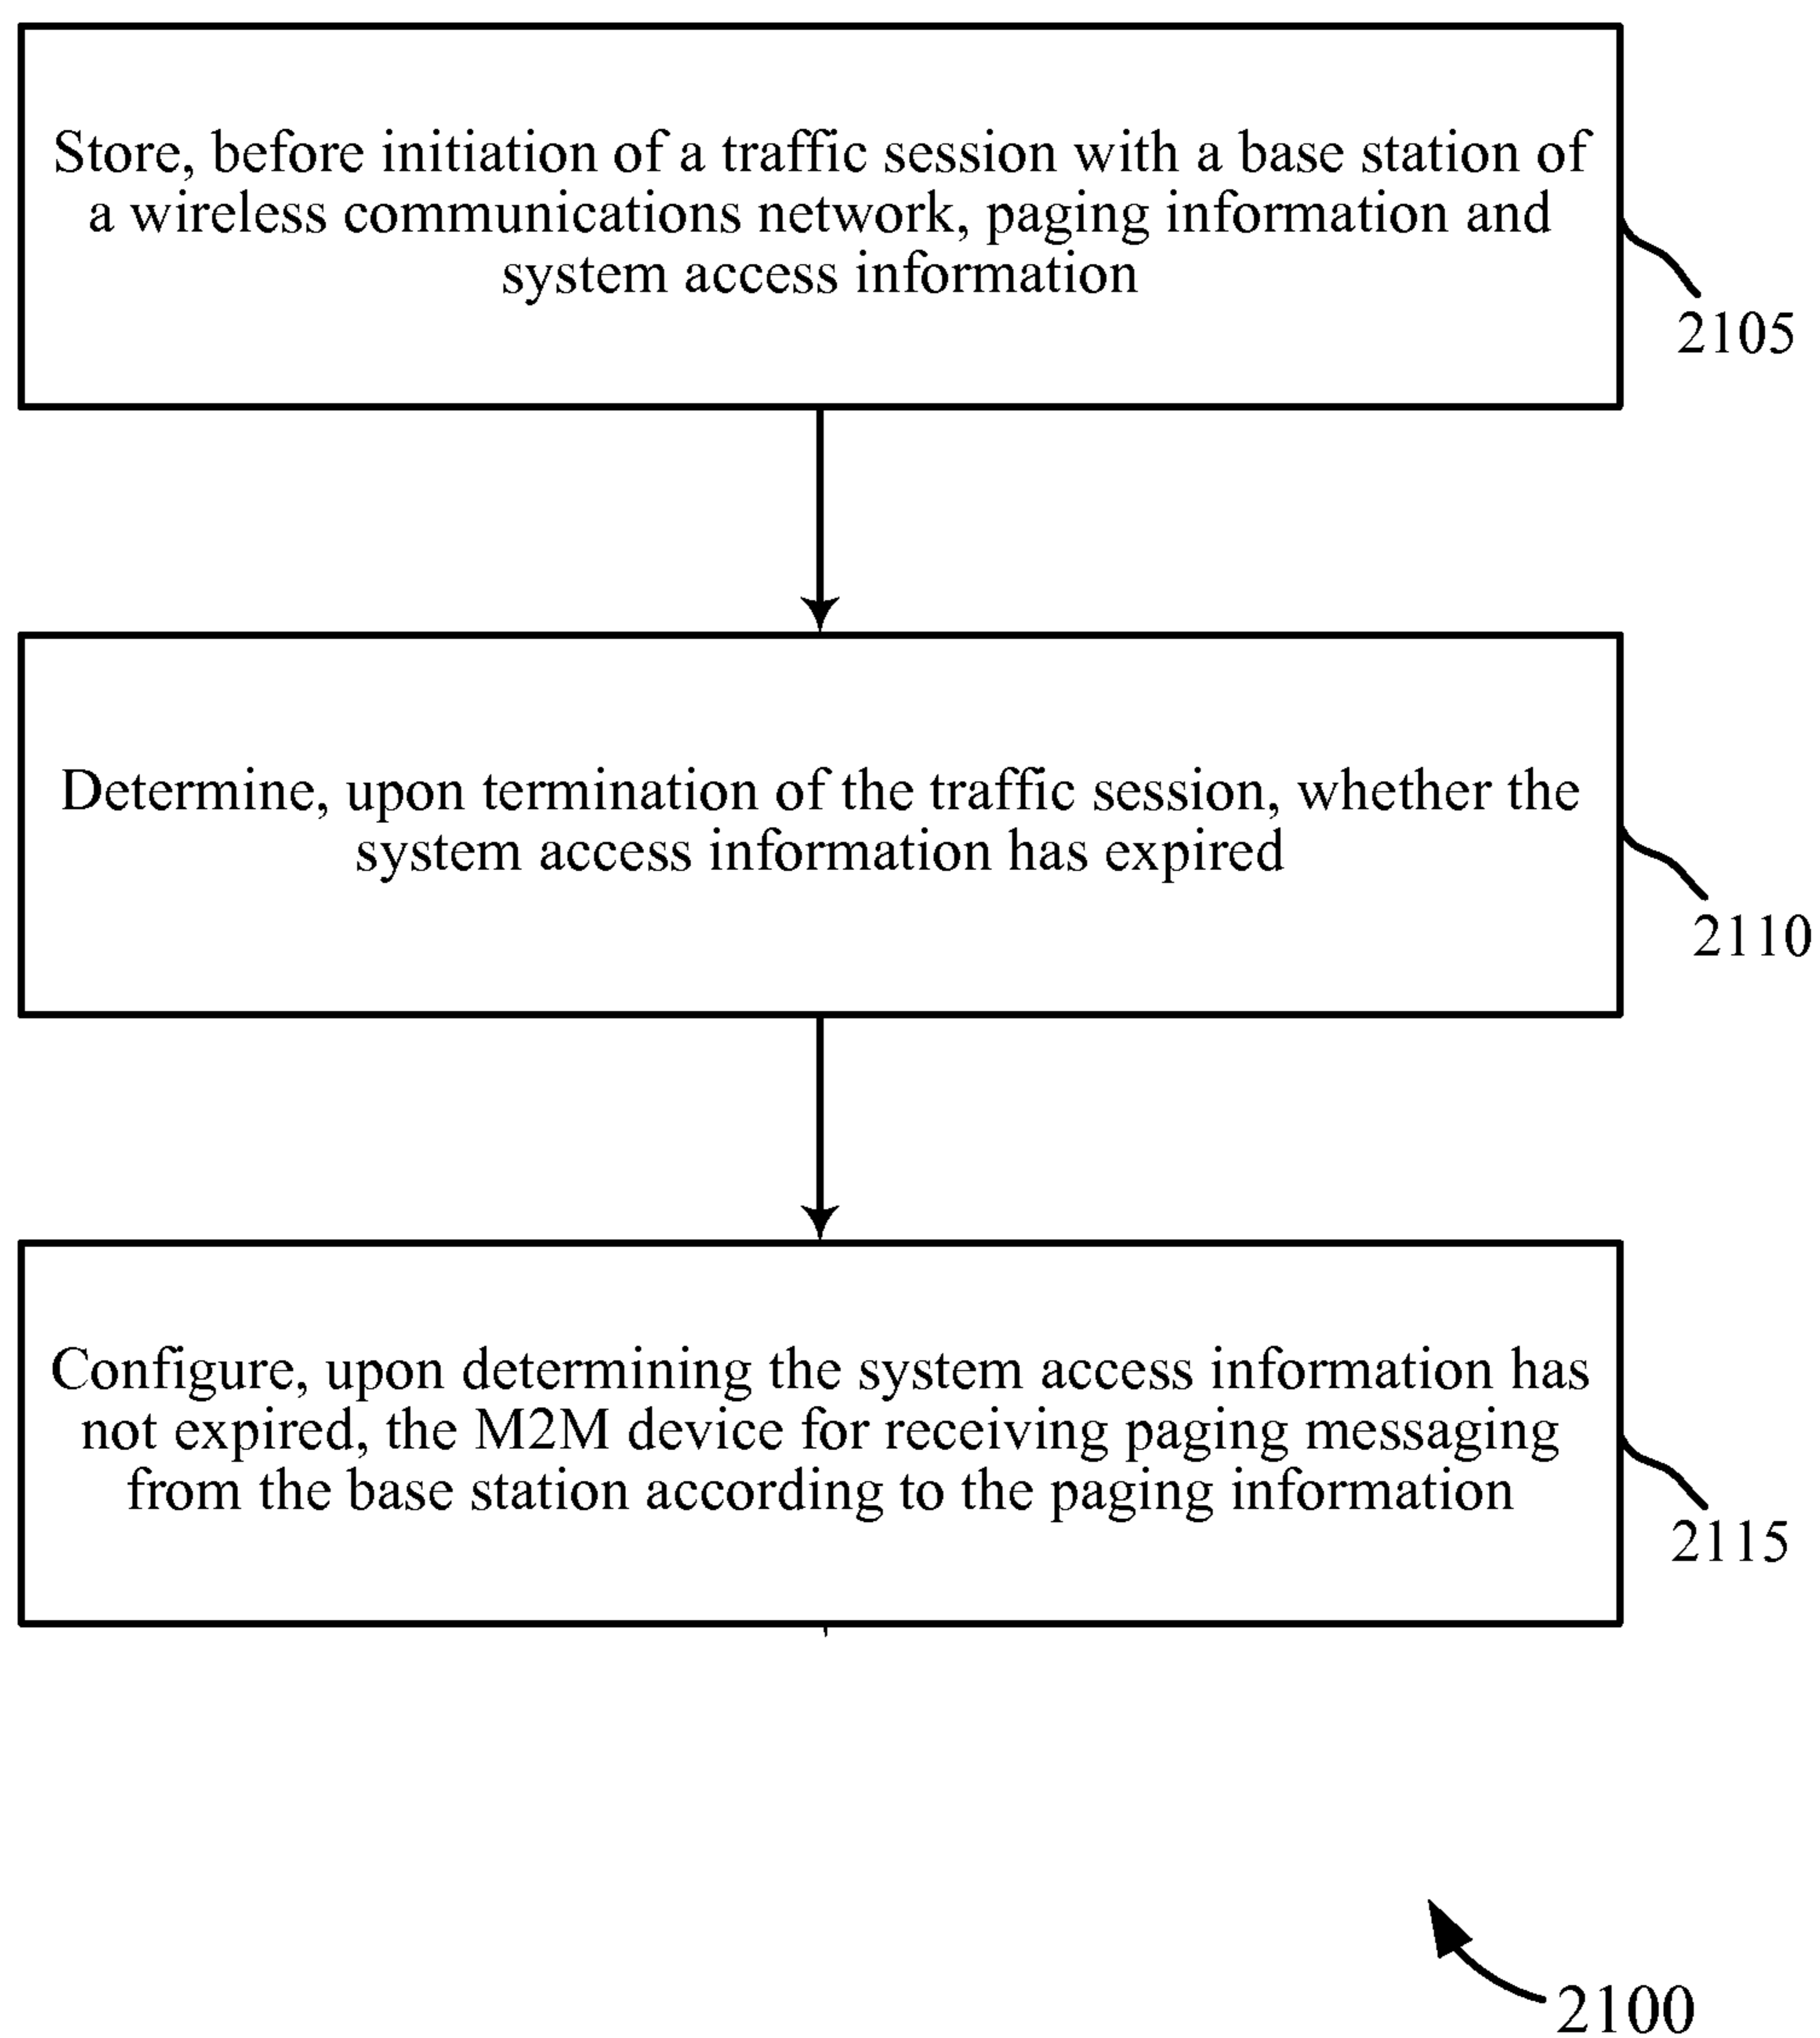 Store, before initiation of a traffic session with a base station of
a wireless communications network, paging information and
system access information
2105
Determine, upon termination of the traffic session, whether the
system access information has expired
2110
Configure, upon determining the system access information has
not expired, the M2M device for receiving paging messaging
from the base station according to the paging information
2115
2100